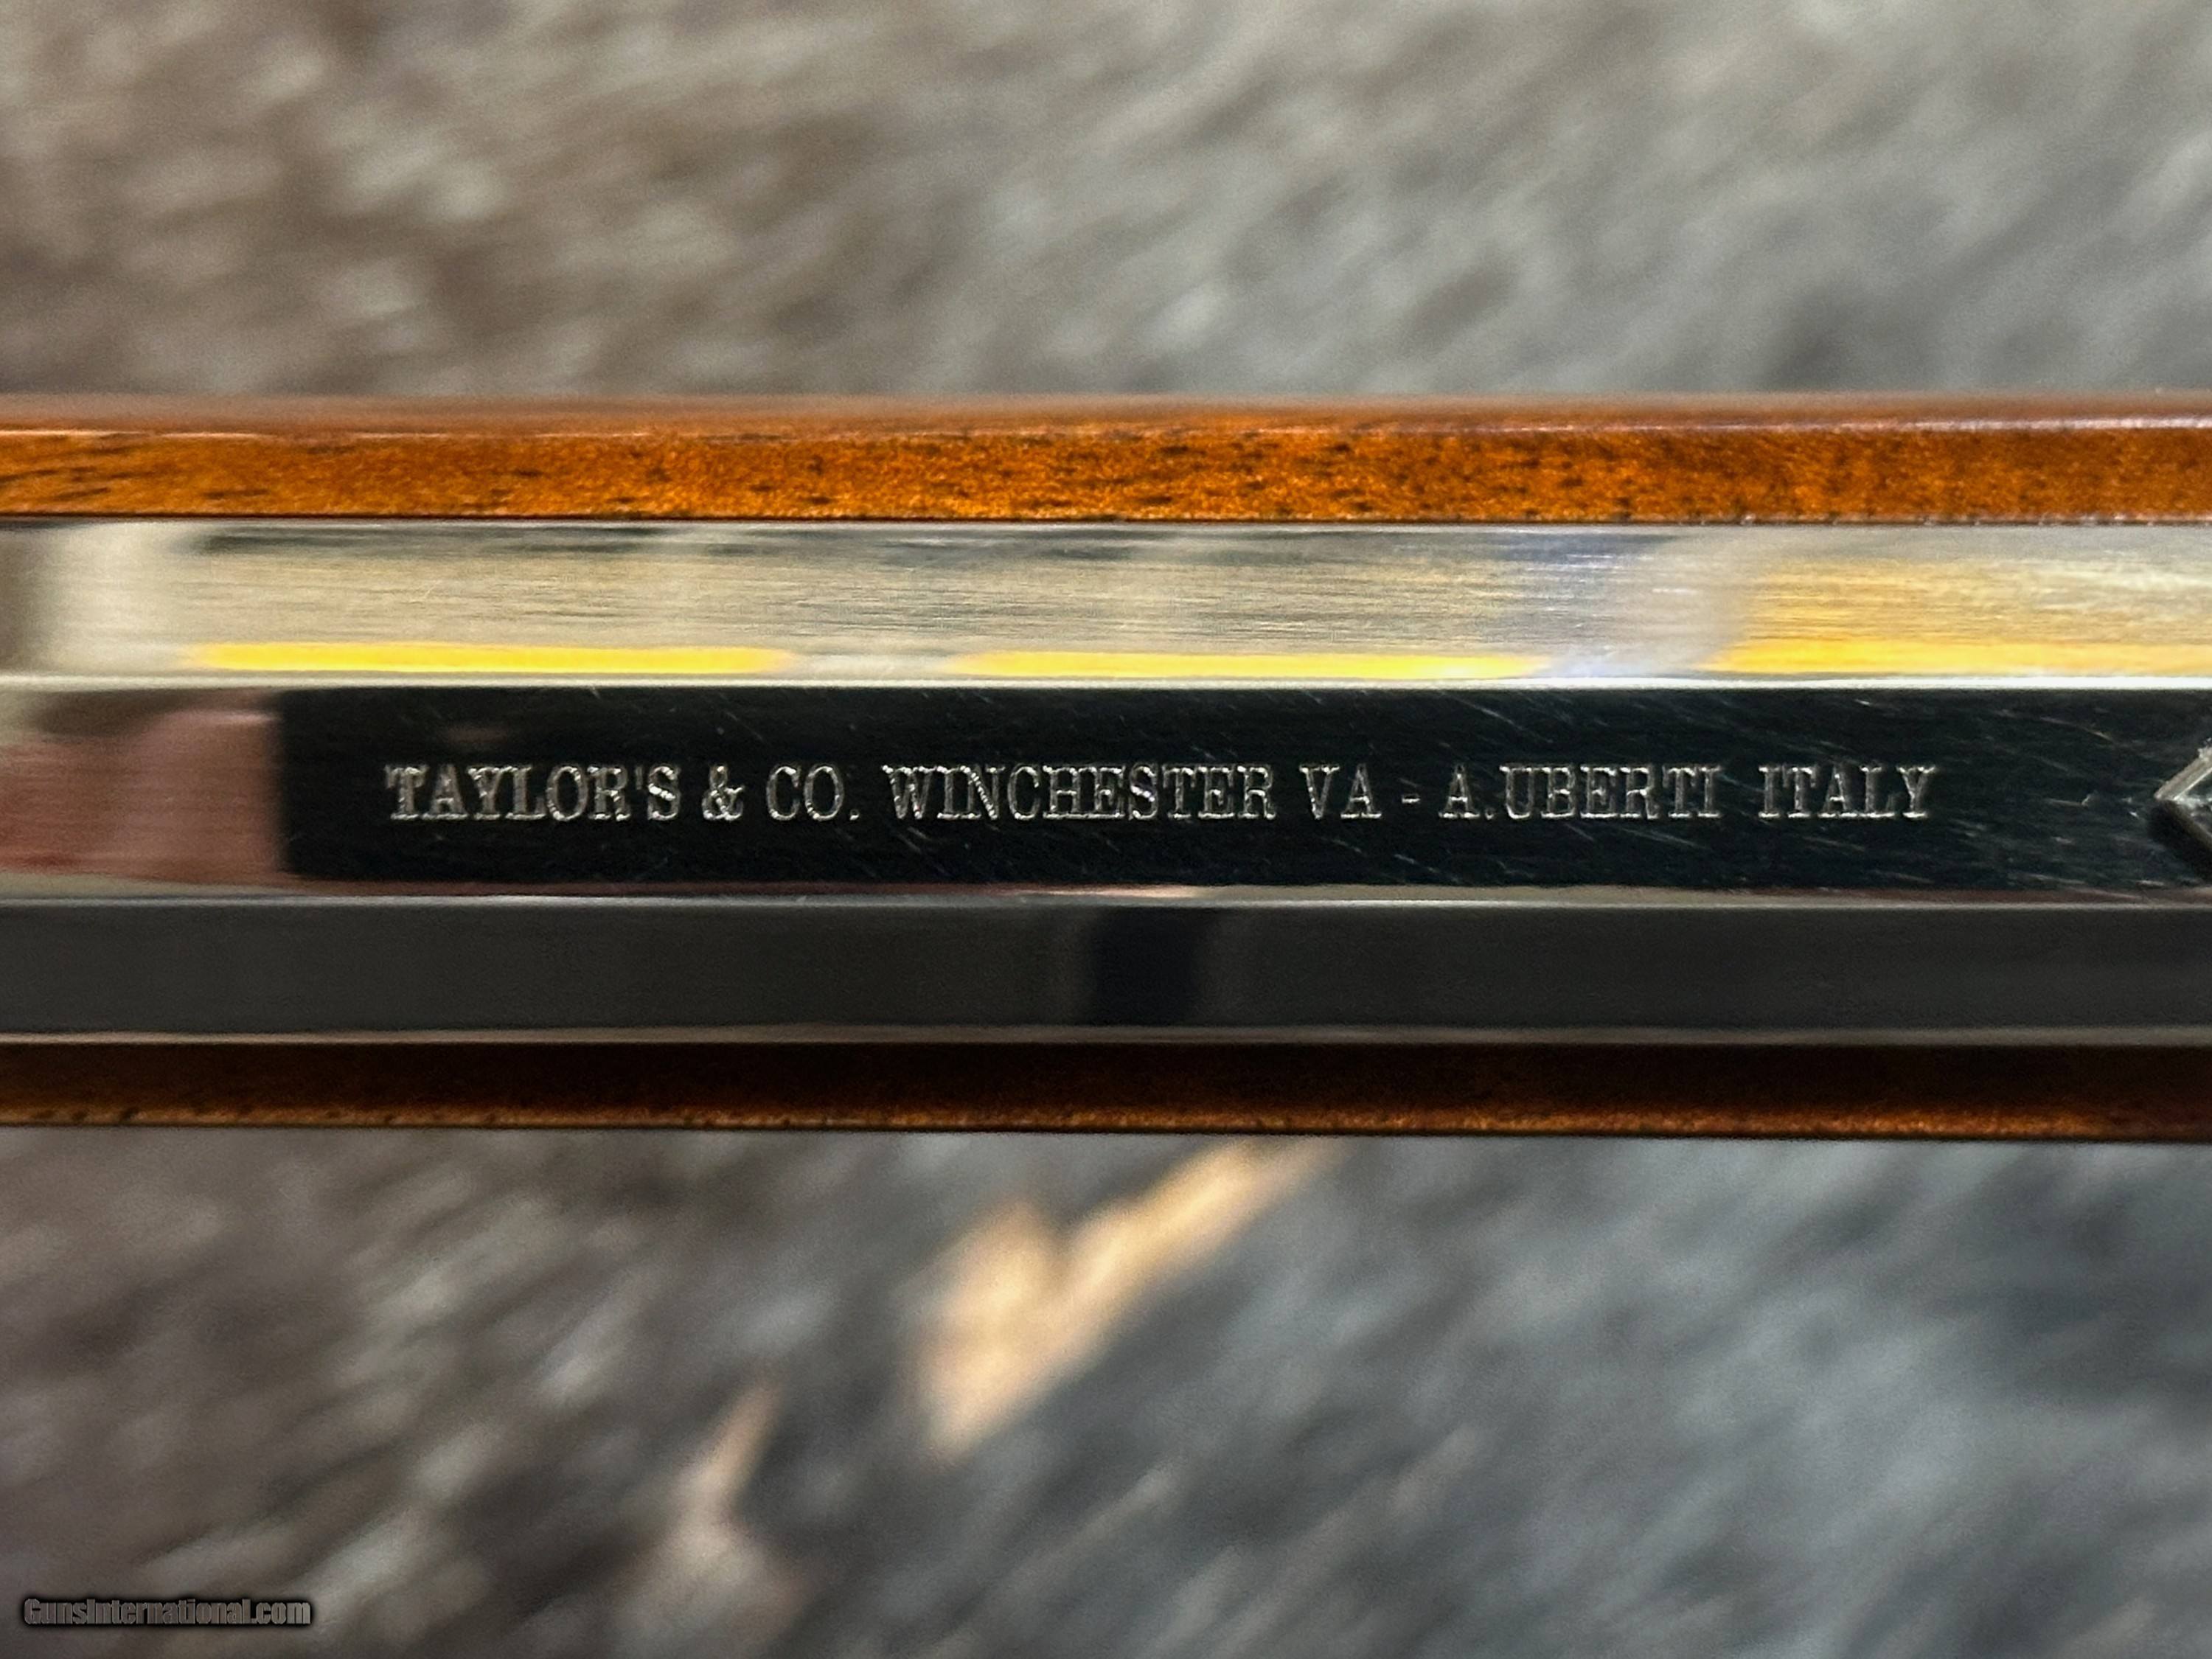 TAYLOR'S & CO. WINCHESTER VA - A.UBERTI ITALY
GunsInternational.com